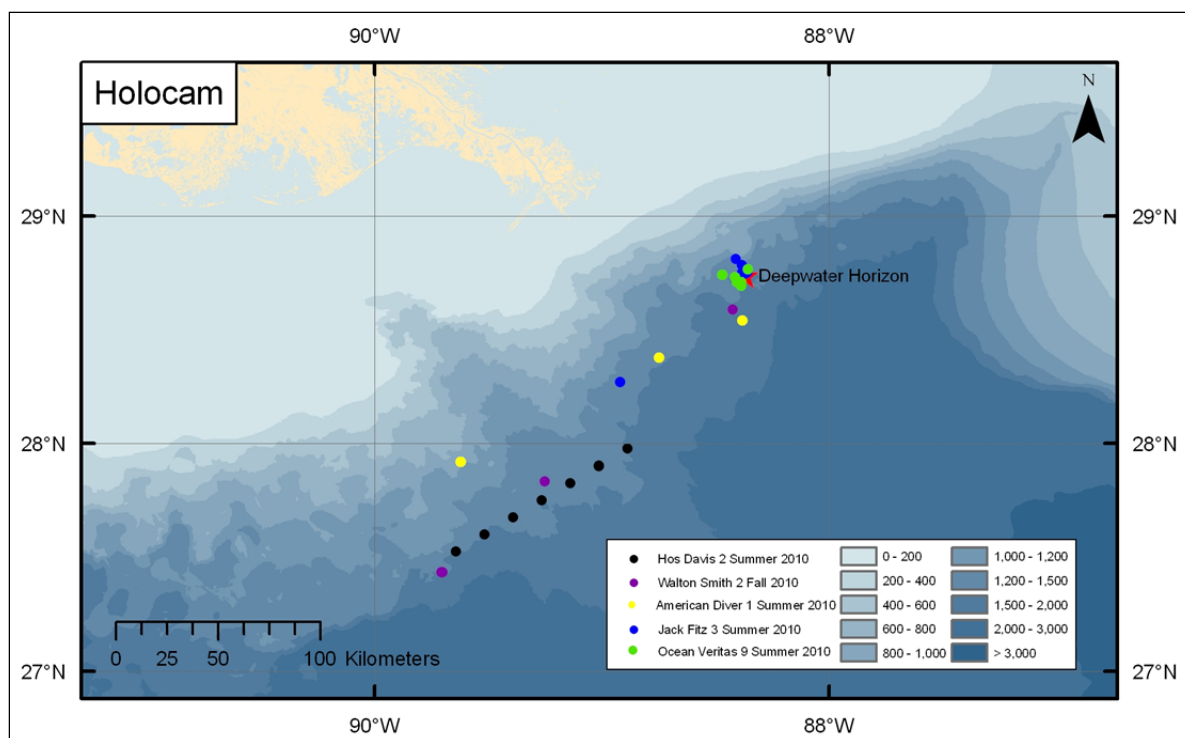 90°W 88°W
Holocam
N
29°N 29°N
Deepwater Horizon
28°N 28°N
Hos Davis 2 Summer 2010 0 - 200 1,000 - 1,200
Walton Smith 2 Fall 2010 200 - 400 1,200 - 1,500
American Diver 1 Summer 2010 400 - 600 1,500 - 2,000
Jack Fitz 3 Summer 2010 600 - 800 2,000 - 3,000
Ocean Veritas 9 Summer 2010 800 - 1,000 > 3,000
0 25 50 100 Kilometers
27°N 27°N
90°W 88°W